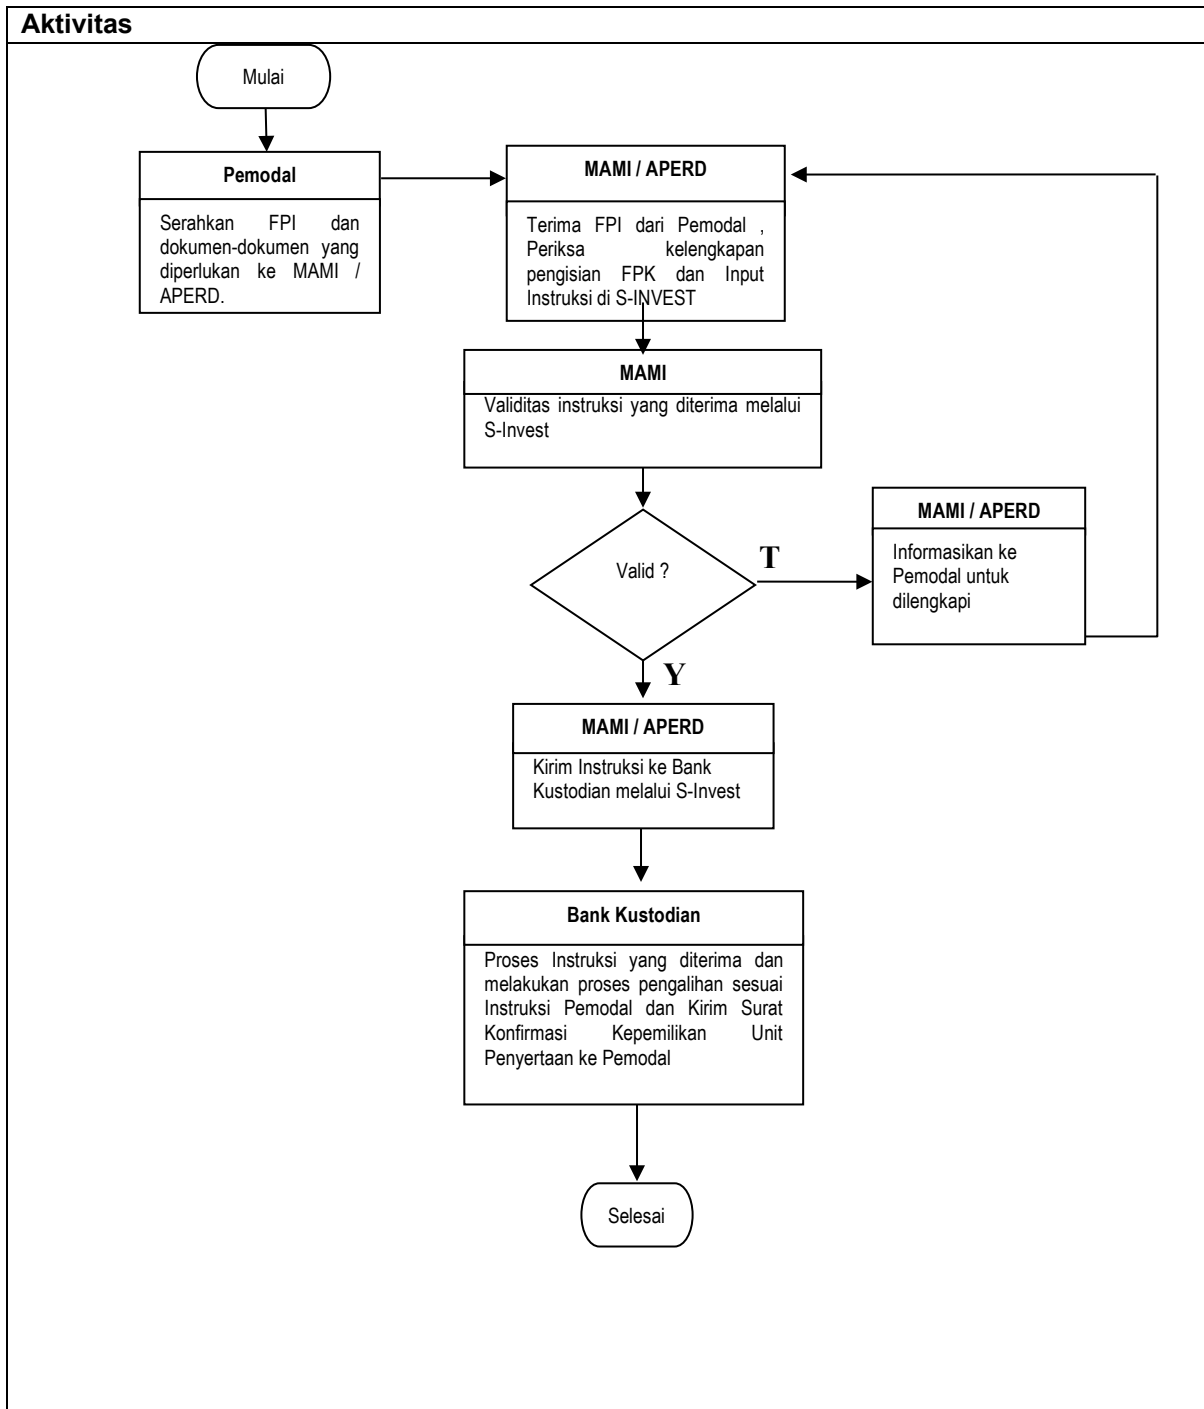 Aktivitas
Mulai
Pemodal
Serahkan FPI dan
dokumen-dokumen yang
diperlukan ke MAMI /
APERD.
MAMI / APERD
Terima FPI dari Pemodal ,
Periksa kelengkapan
pengisian FPK dan Input
Instruksi di S-INVEST
MAMI
Validitas instruksi yang diterima melalui
S-Invest
Valid ?
T
MAMI / APERD
Informasikan ke
Pemodal untuk
dilengkapi
Y
MAMI / APERD
Kirim Instruksi ke Bank
Kustodian melalui S-Invest
Bank Kustodian
Proses Instruksi yang diterima dan
melakukan proses pengalihan sesuai
Instruksi Pemodal dan Kirim Surat
Konfirmasi Kepemilikan Unit
Penyertaan ke Pemodal
Selesai